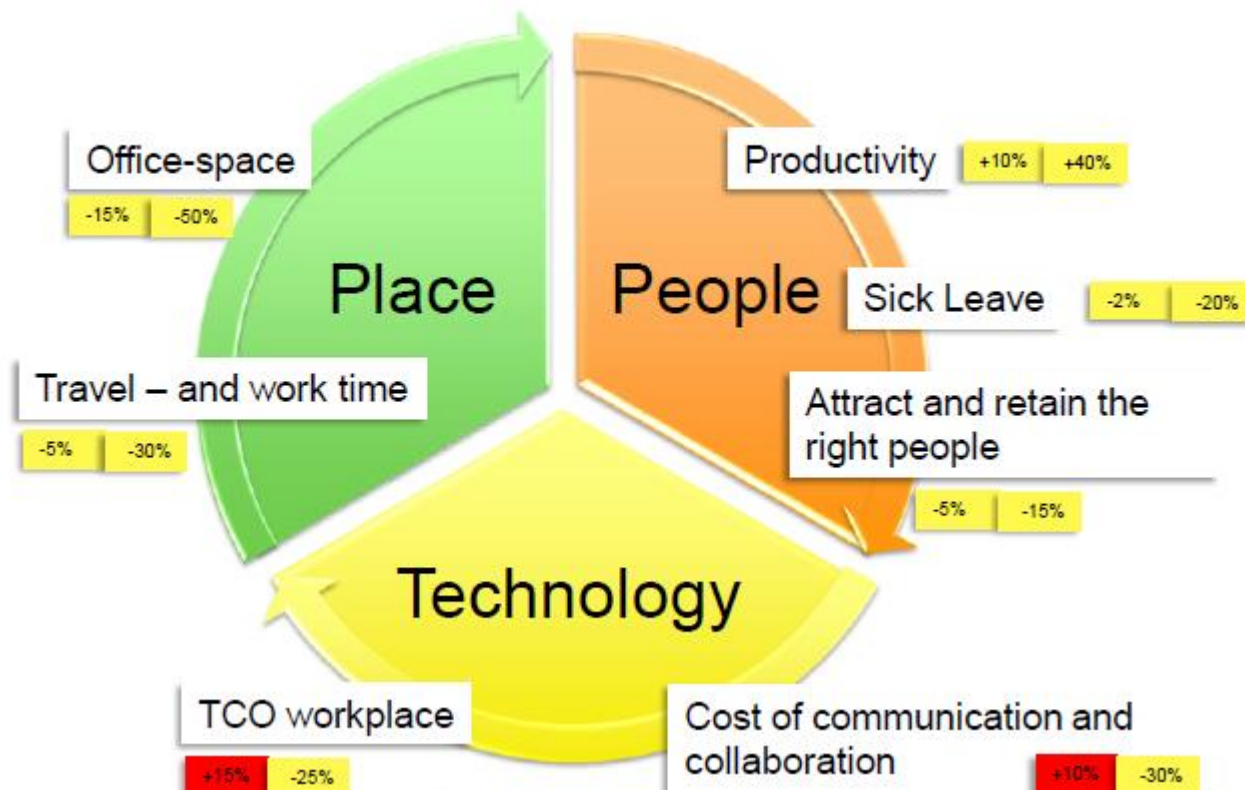 Office-space
-15% -50%
Productivity +10% +40%
Place
People
Sick Leave -2% -20%
Travel – and work time
-5% -30%
Attract and retain the
right people
-5% -15%
Technology
TCO workplace
+15% -25%
Cost of communication and
collaboration +10% -30%